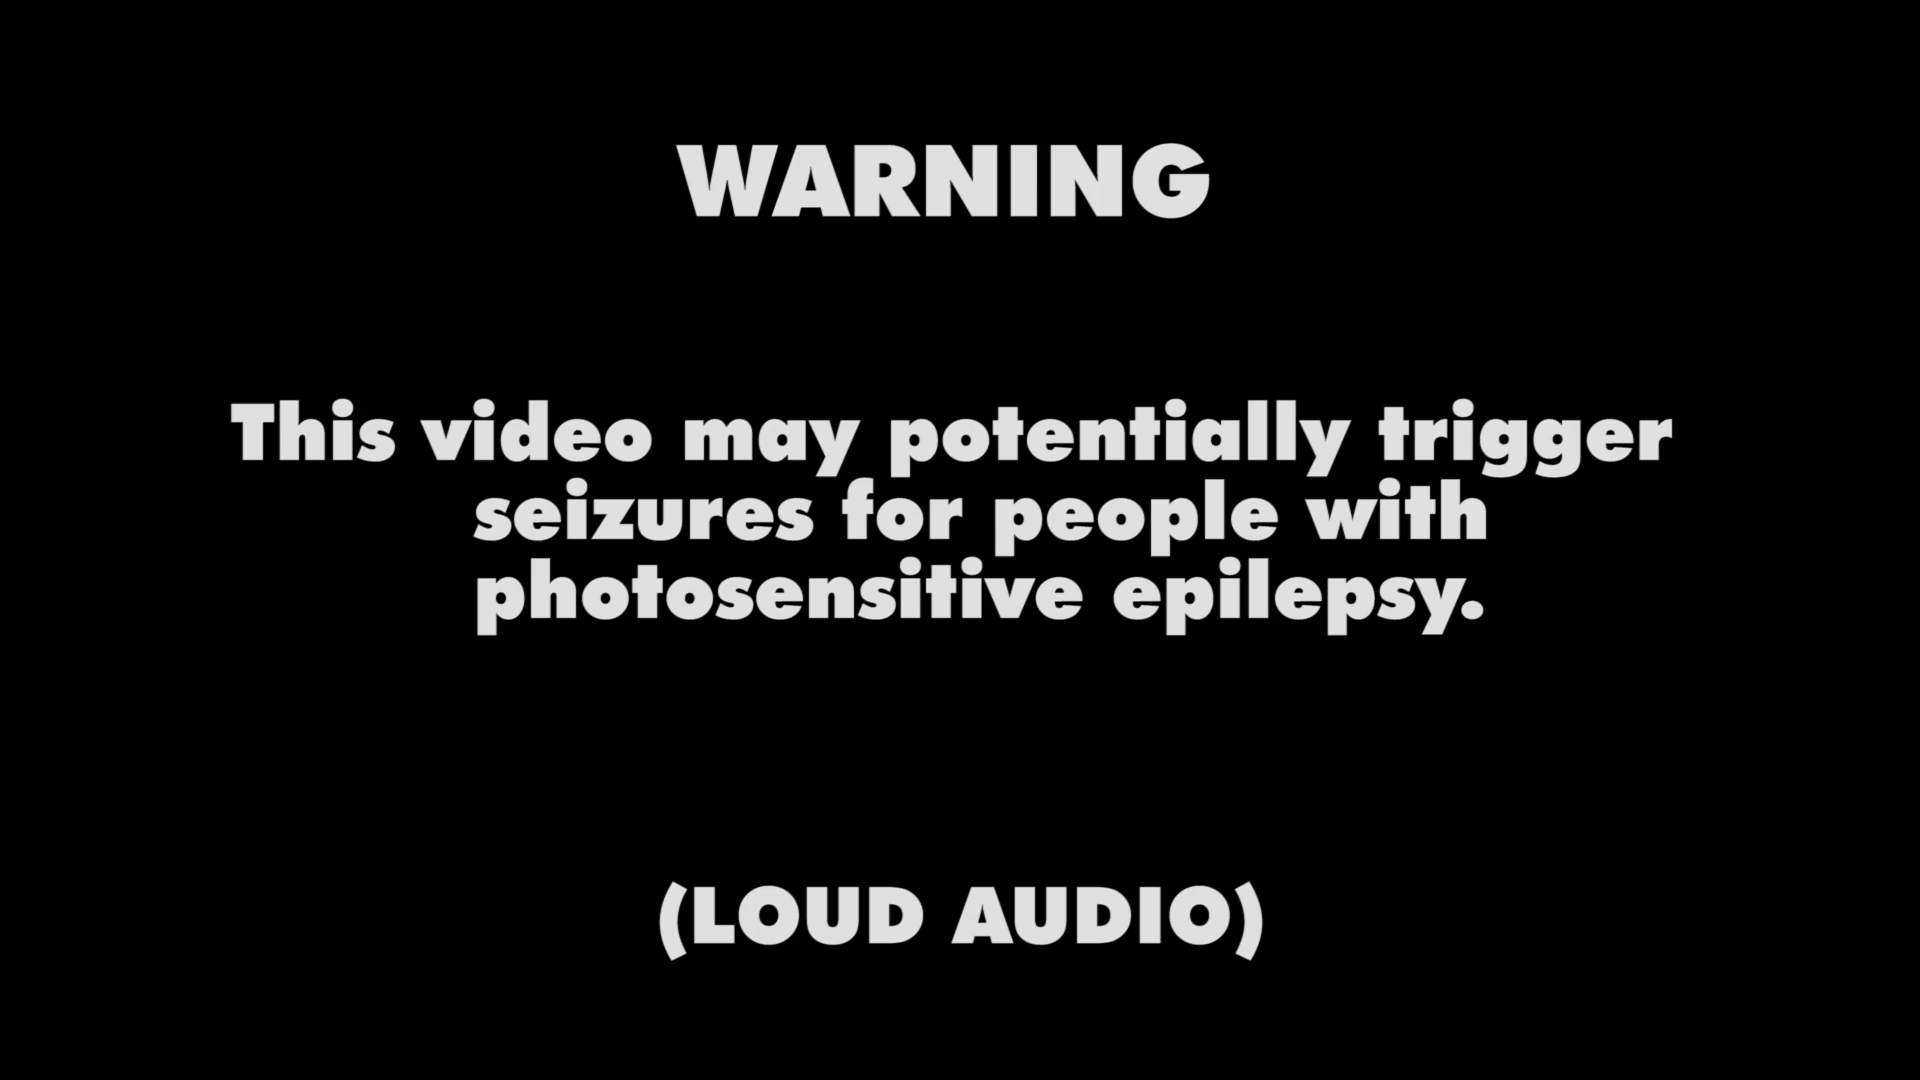 WARNING
This video may potentially trigger
seizures for people with
photosensitive epilepsy.
(LOUD AUDIO)